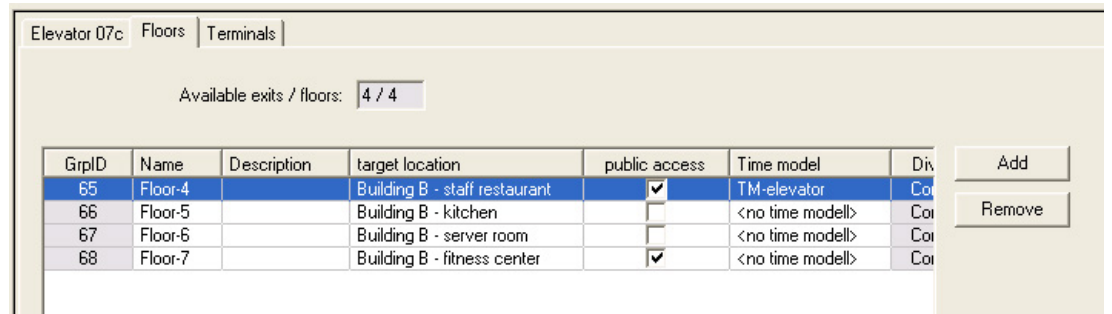 Elevator 07c Floors Terminals
Available exits / floors: 4 / 4
GrpID Name Description target location public access Time model Div
65 Floor-4 Building B - staff restaurant TM-elevator Cor
66 Floor-5 Building B - kitchen <no time modell> Cor
67 Floor-6 Building B - server room <no time modell> Cor
68 Floor-7 Building B - fitness center <no time modell> Cor
Add
Remove